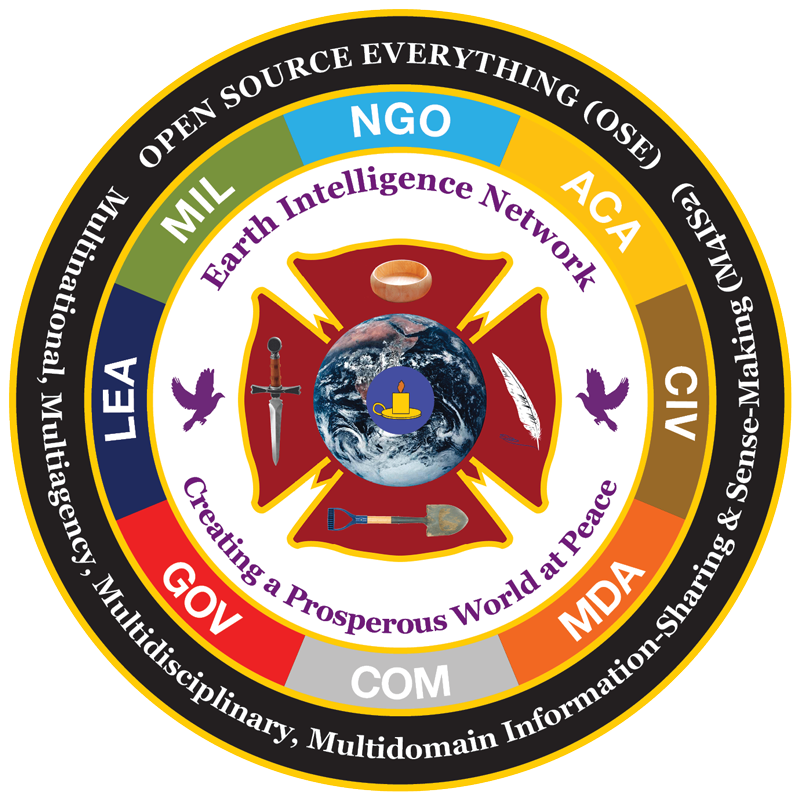 OPEN SOURCE EVERYTHING (OSE)
Multinational, Multiagency, Multidisciplinary, Multidomain Information-Sharing & Sense-Making (M4IS2)
NGO
ACA
CIV
MDA
COM
GOV
LEA
MIL
Earth Intelligence Network
Creating a Prosperous World at Peace